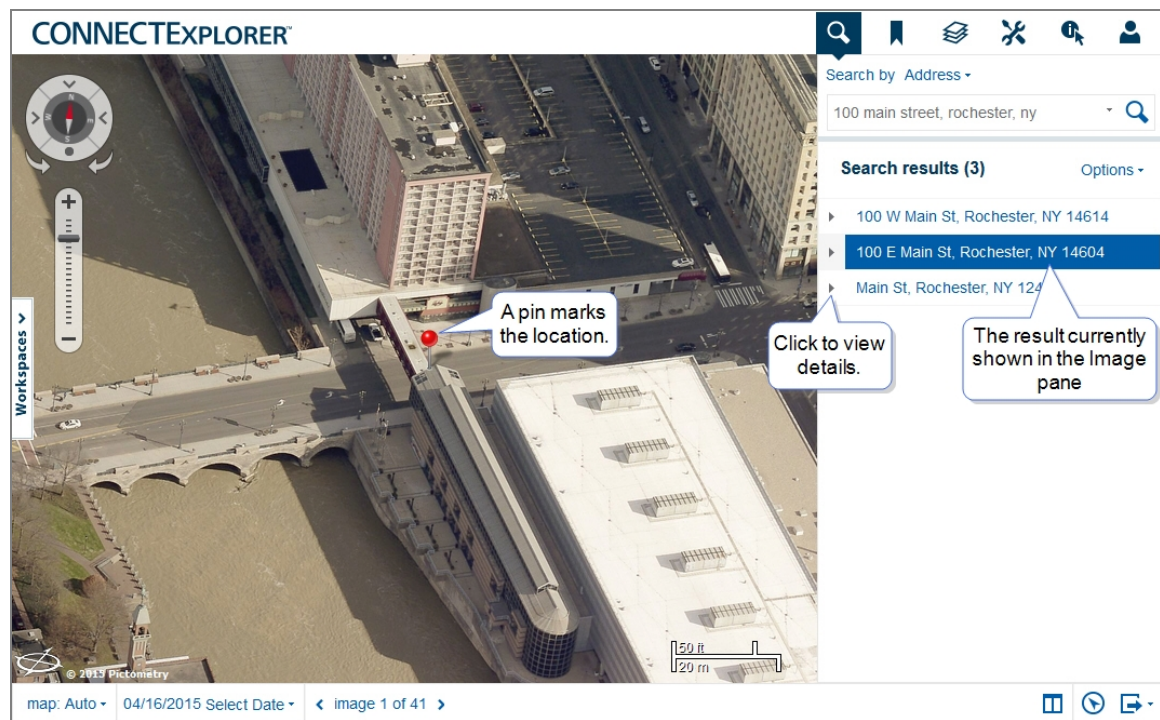 CONNECTEXPLORER™
Search by Address
100 main street, rochester, ny
Search results (3)
Options
100 W Main St, Rochester, NY 14614
100 E Main St, Rochester, NY 14604
Main St, Rochester, NY 124
A pin marks
the location.
Click to view
details.
The result currently
shown in the Image
pane
Workspaces
N
W
E
S
50 ft
20 m
© 2015 Pictometry
map: Auto
04/16/2015 Select Date
image 1 of 41